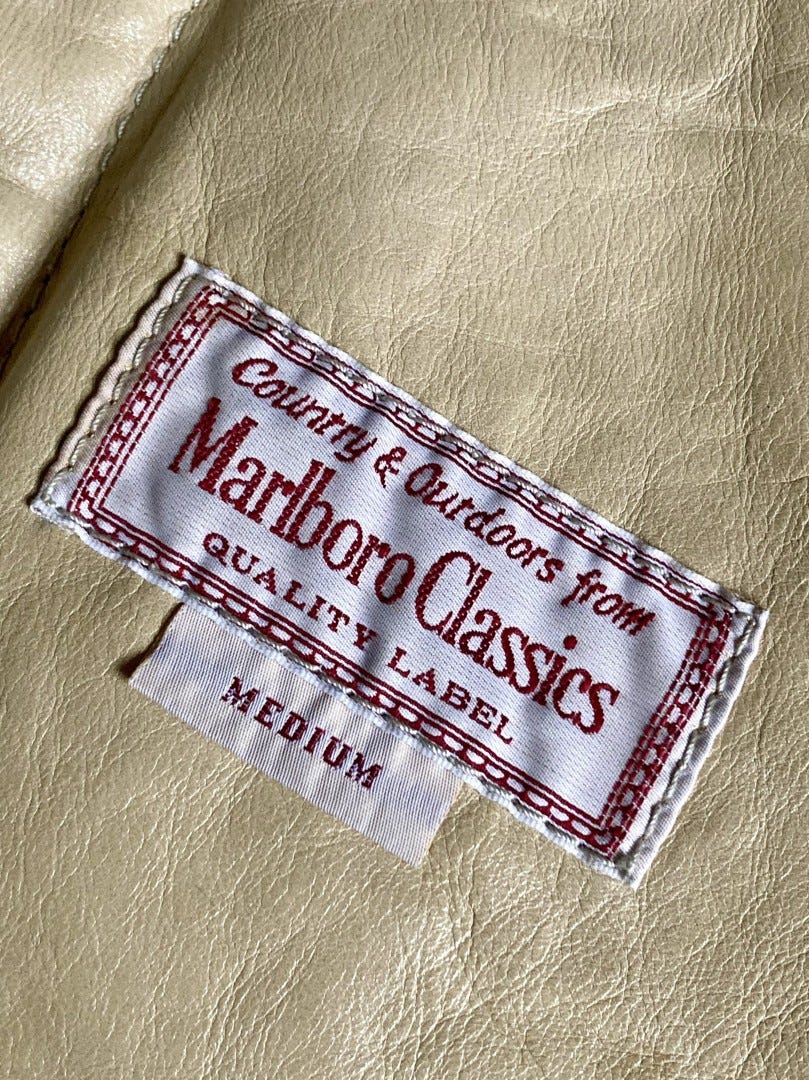 Country & Outdoors from
Marlboro Classics
QUALITY LABEL
MEDIUM